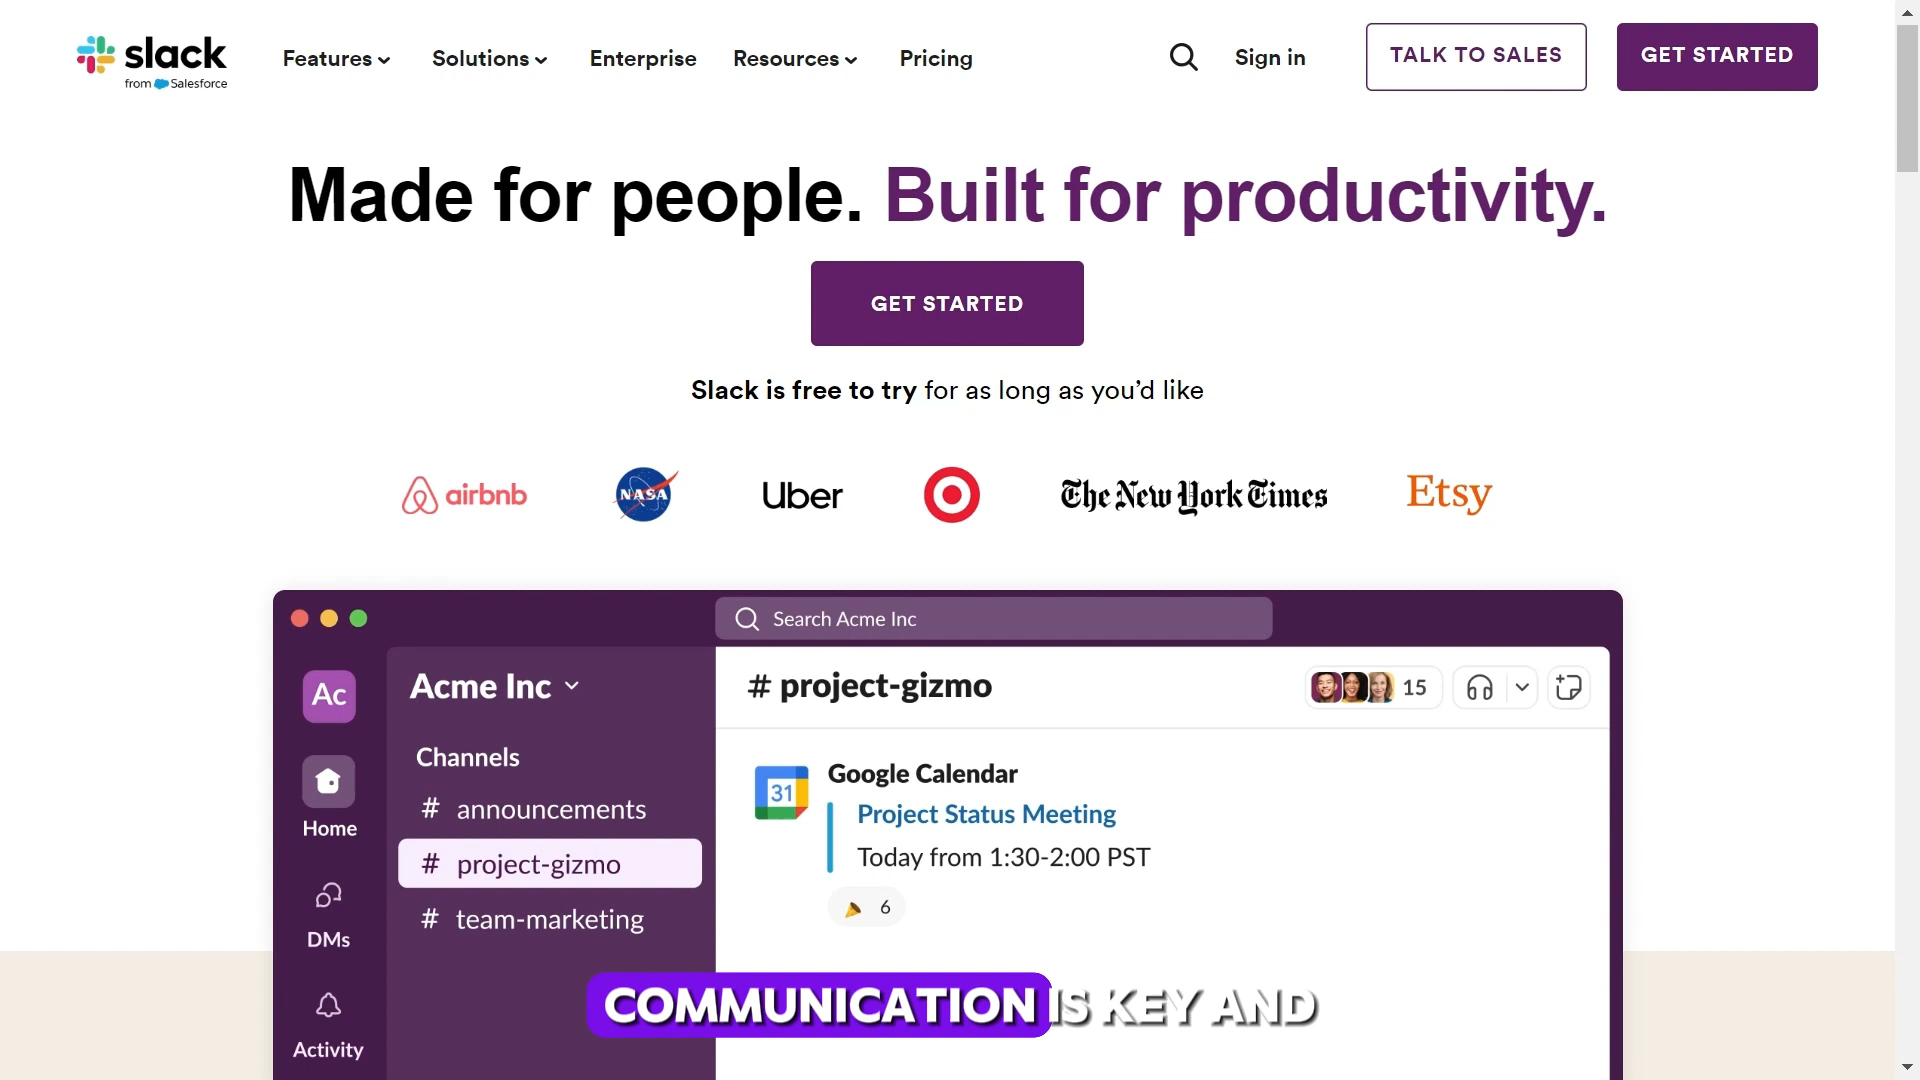 slack
from Salesforce
Features
Solutions
Enterprise
Resources
Pricing
Sign in
TALK TO SALES
GET STARTED
Made for people. Built for productivity.
GET STARTED
Slack is free to try for as long as you’d like
airbnb
NASA
Uber
The New York Times
Etsy
Search Acme Inc
Ac
Acme Inc
# project-gizmo
15
Home
Channels
# announcements
# project-gizmo
# team-marketing
31
Google Calendar
Project Status Meeting
Today from 1:30-2:00 PST
6
DMs
Activity
COMMUNICATION IS KEY AND